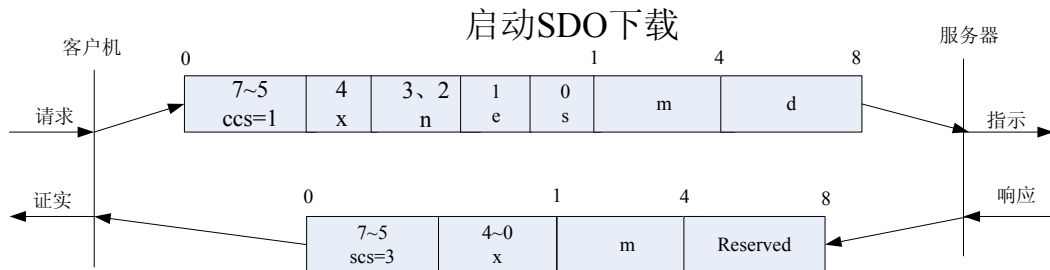 启动SDO下载
客户机
服务器
0 1 4 8
请求
7~5 4 3、2 1 0
ccs=1 x n e s m d
指示
证实
响应
0 1 4 8
7~5 4~0
scs=3 x m Reserved